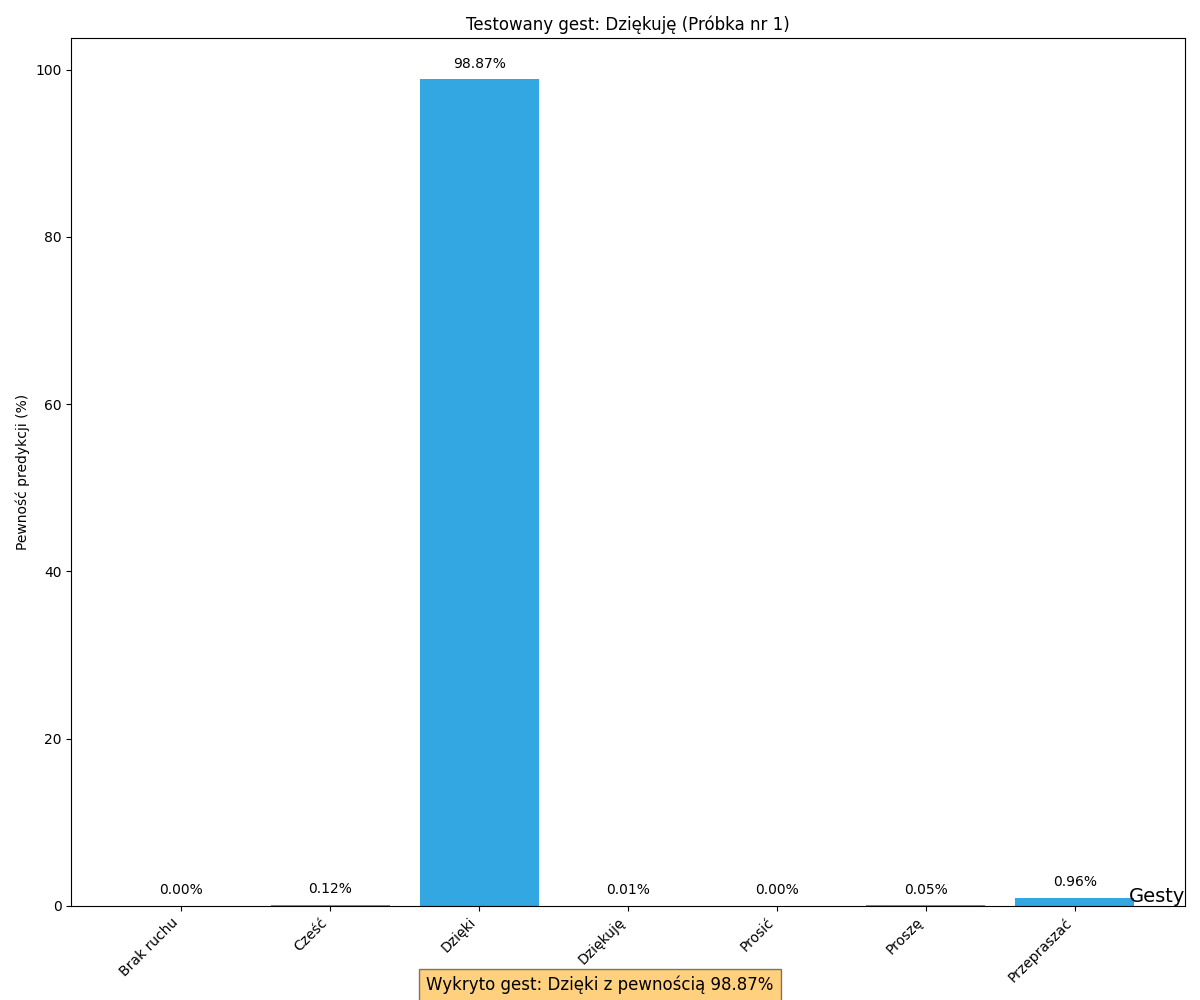 Testowany gest: Dziękuję (Próbka nr 1)
Pewność predykcji (%)
100
80
60
40
20
0
98.87%
0.00%
0.12%
0.01%
0.00%
0.05%
0.96%
Gesty
Brak ruchu
Cześć
Dzięki
Dziękuję
Prosić
Proszę
Przepraszać
Wykryto gest: Dzięki z pewnością 98.87%